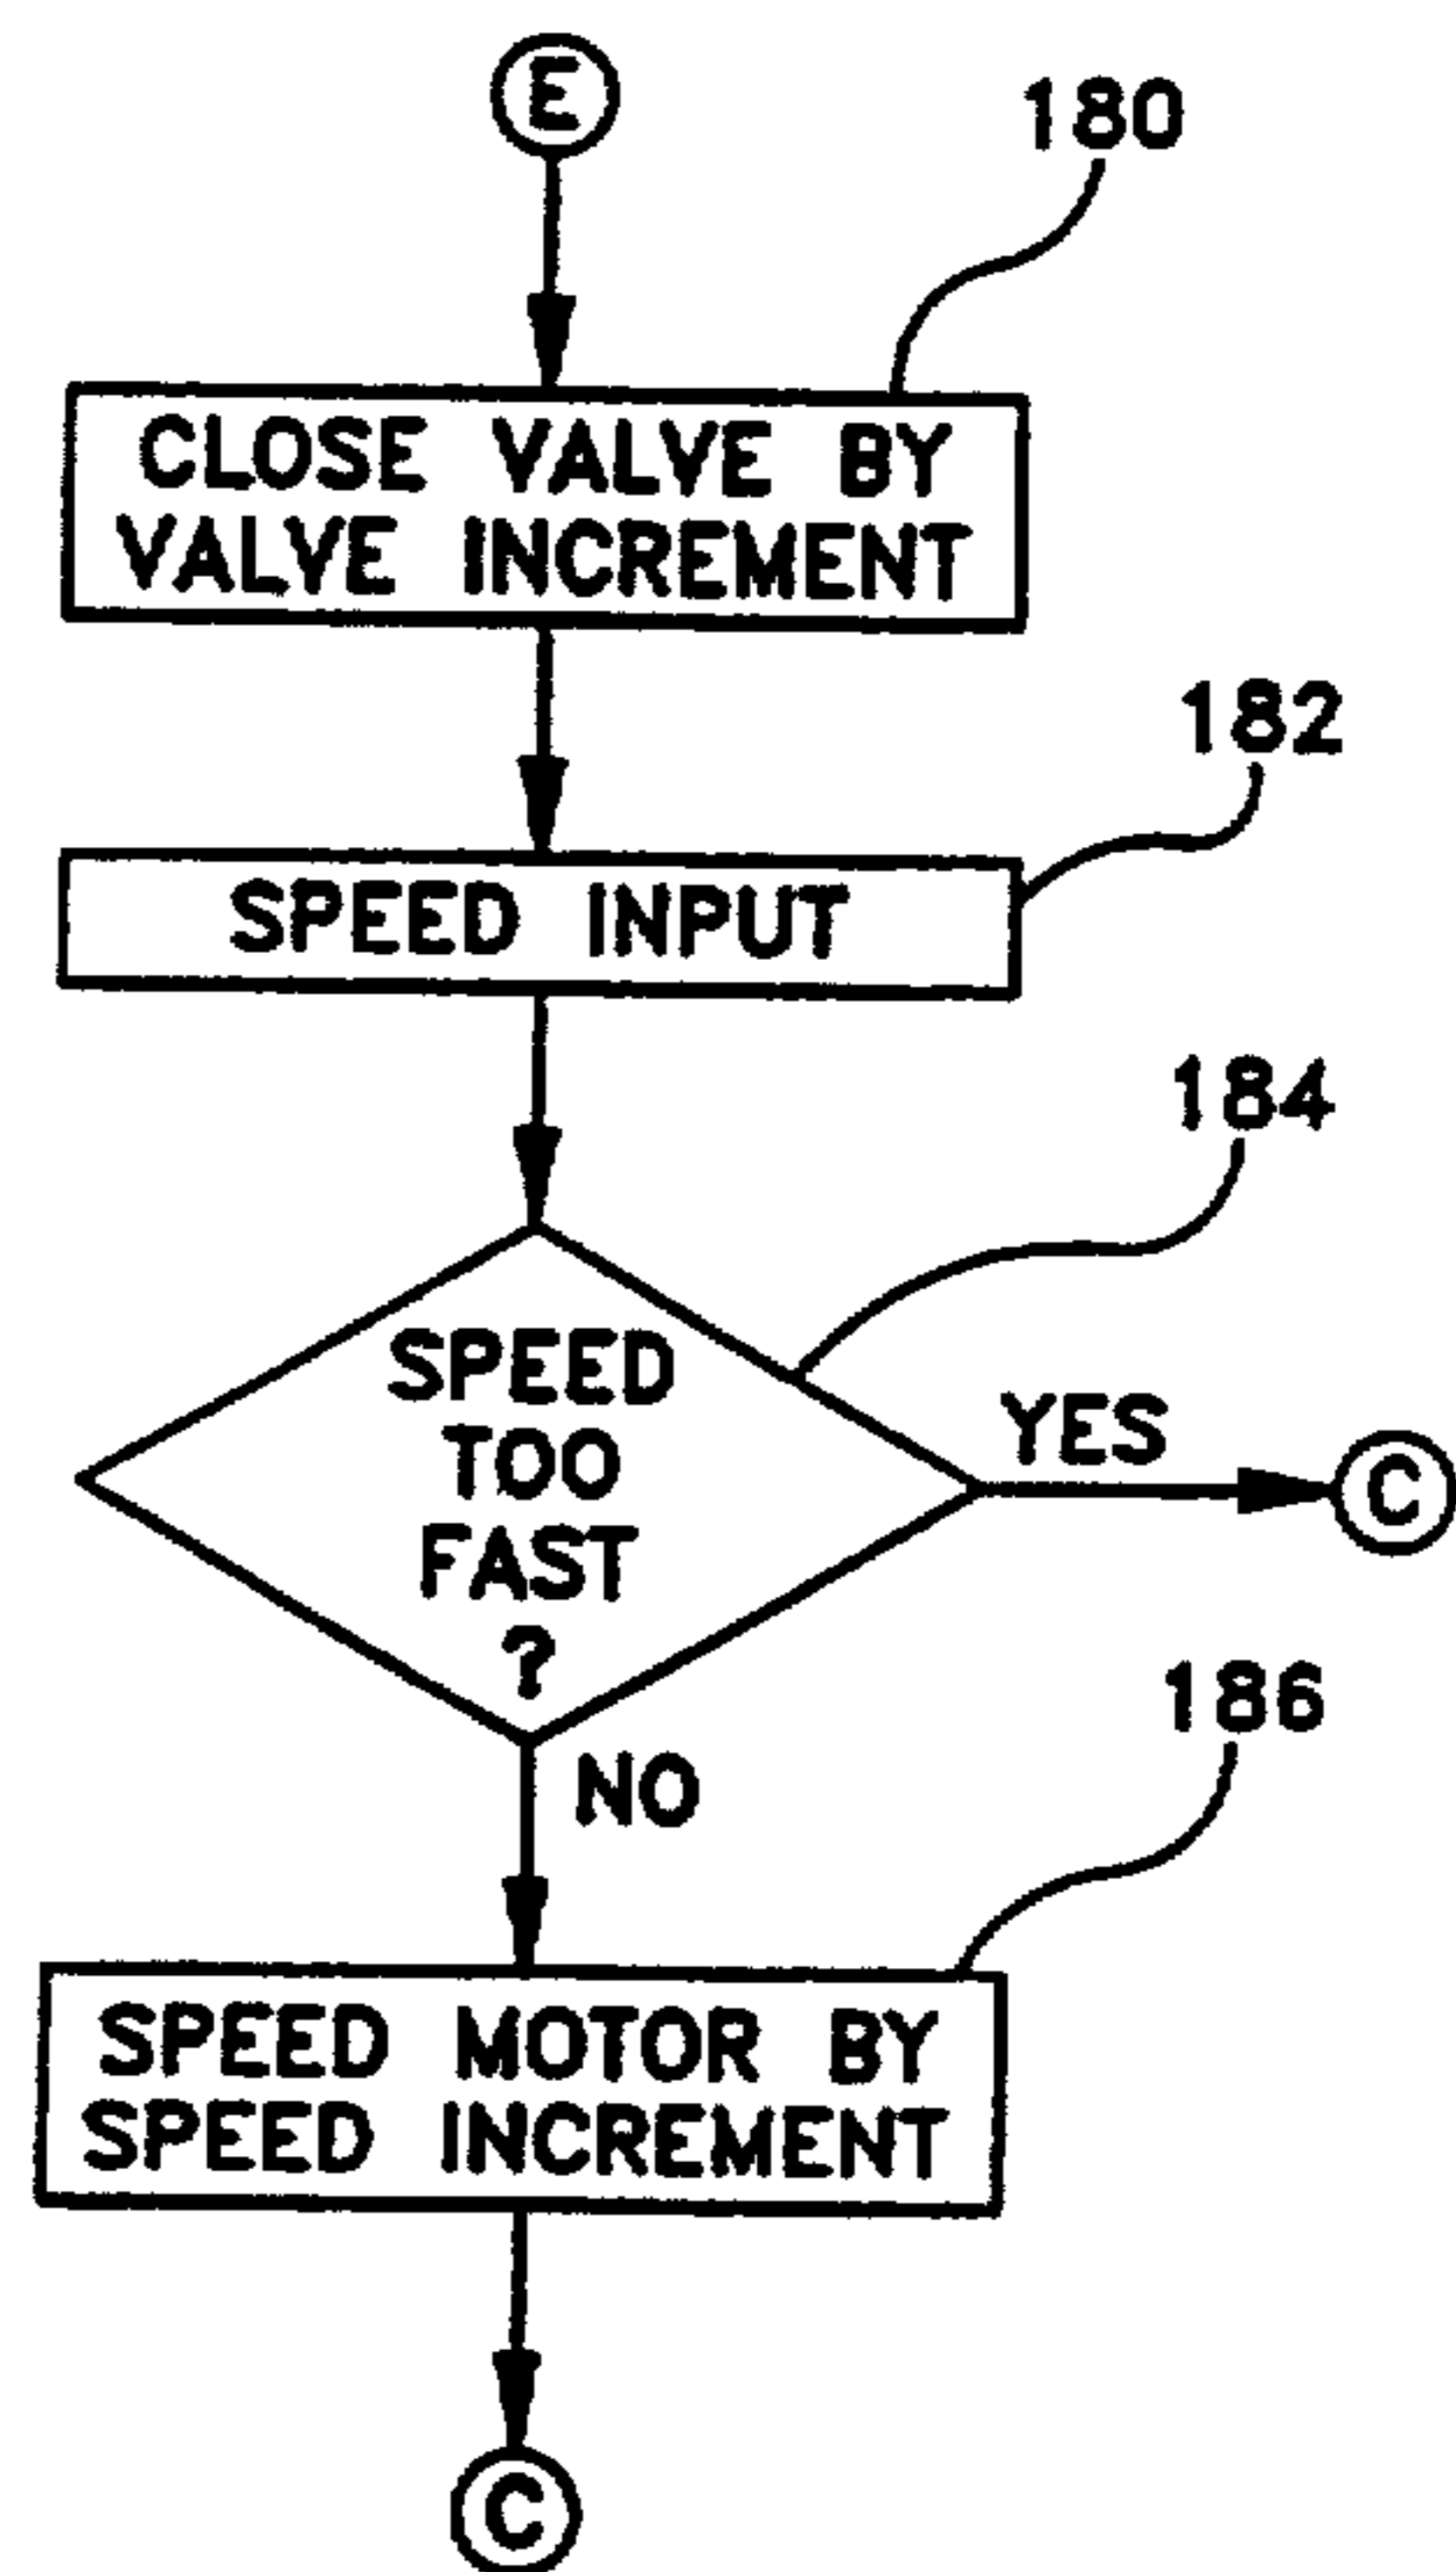 E
180
CLOSE VALVE BY
VALVE INCREMENT
182
SPEED INPUT
184
SPEED
TOO
FAST
?
YES
C
NO
186
SPEED MOTOR BY
SPEED INCREMENT
C